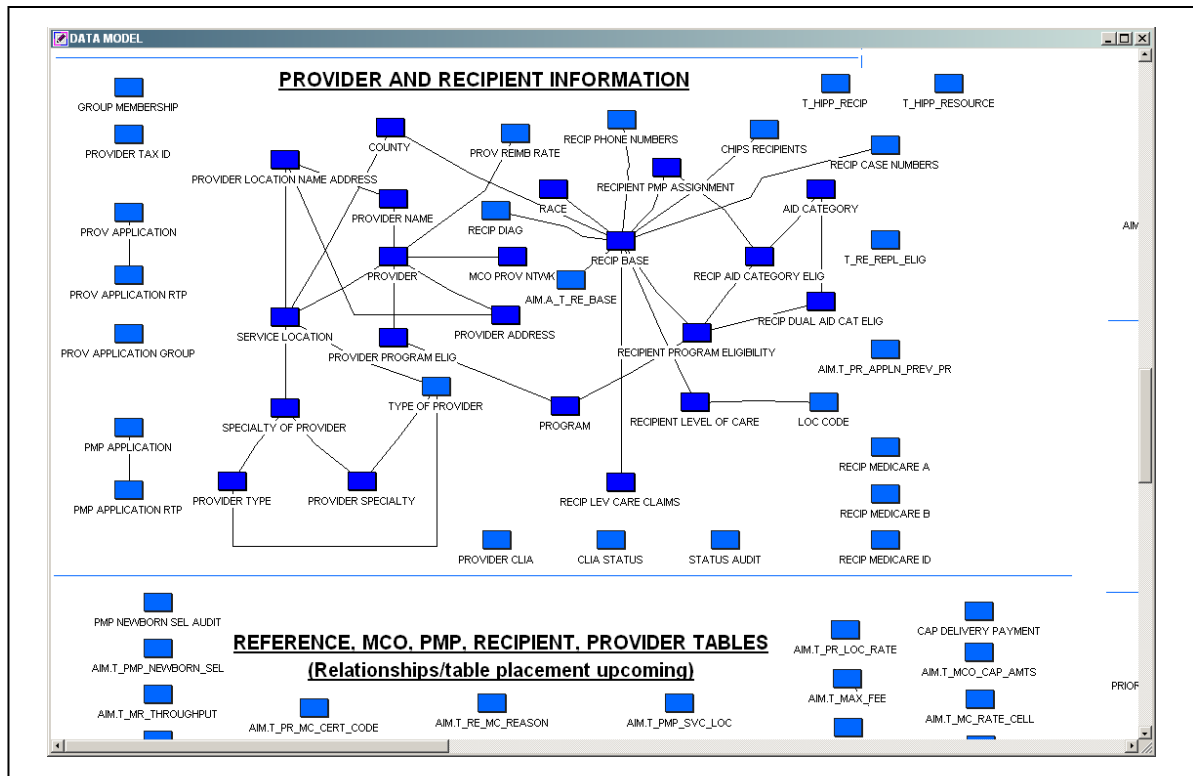 DATA MODEL
PROVIDER AND RECIPIENT INFORMATION
GROUP MEMBERSHIP
T_HIPP_RECIP
T_HIPP_RESOURCE
PROVIDER TAX ID
COUNTY
PROV REIMB RATE
RECIP PHONE NUMBERS
CHIPS RECIPIENTS
RECIP CASE NUMBERS
PROVIDER LOCATION NAME ADDRESS
RECIPIENT PMP ASSIGNMENT
PROVIDER NAME
RACE
AID CATEGORY
PROV APPLICATION
RECIP DIAG
AIM
PROVIDER
MCO PROV NTWK
RECIP BASE
RECIP AID CATEGORY ELIG
T_RE_REPL_ELIG
PROV APPLICATION RTP
AIM.A_T_RE_BASE
SERVICE LOCATION
PROVIDER ADDRESS
RECIP DUAL AID CAT ELIG
PROV APPLICATION GROUP
PROVIDER PROGRAM ELIG
RECIPIENT PROGRAM ELIGIBILITY
AIM.T_PR_APPLN_PREV_PR
TYPE OF PROVIDER
SPECIALTY OF PROVIDER
PROGRAM
RECIPIENT LEVEL OF CARE
LOC CODE
PMP APPLICATION
RECIP MEDICARE A
PROVIDER TYPE
PROVIDER SPECIALTY
RECIP LEV CARE CLAIMS
PMP APPLICATION RTP
RECIP MEDICARE B
PROVIDER CLIA
CLIA STATUS
STATUS AUDIT
RECIP MEDICARE ID
PMP NEWBORN SEL AUDIT
REFERENCE, MCO, PMP, RECIPIENT, PROVIDER TABLES
(Relationships/table placement upcoming)
CAP DELIVERY PAYMENT
AIM.T_PR_LOC_RATE
AIM.T_PMP_NEWBORN_SEL
AIM.T_MCO_CAP_AMTS
PRIOR
AIM.T_MR_THROUGHPUT
AIM.T_PR_MC_CERT_CODE
AIM.T_RE_MC_REASON
AIM.T_PMP_SVC_LOC
AIM.T_MAX_FEE
AIM.T_MC_RATE_CELL